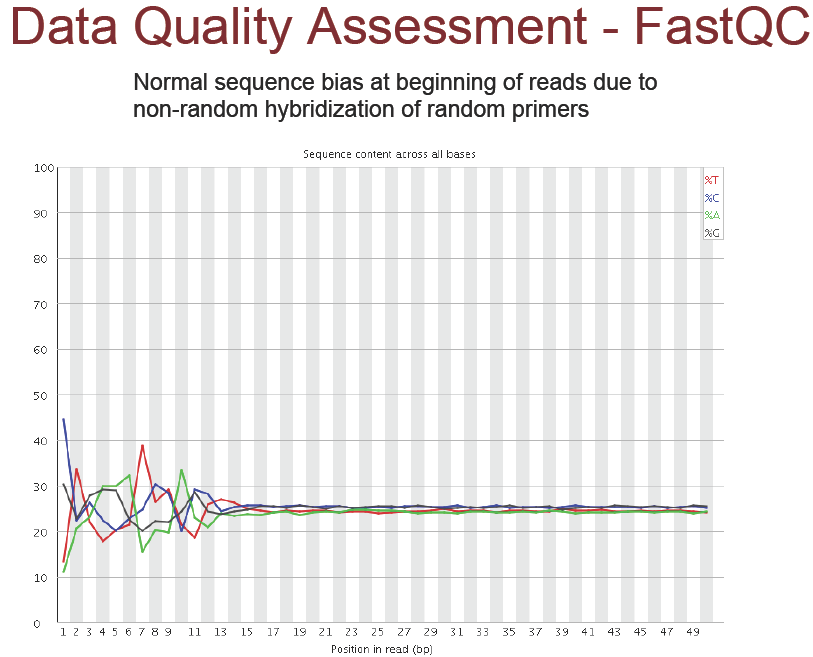 Data Quality Assessment - FastQC
Normal sequence bias at beginning of reads due to
non-random hybridization of random primers
Sequence content across all bases
%T
%C
%A
%G
100
90
80
70
60
50
40
30
20
10
0
1 2 3 4 5 6 7 8 9 11 13 15 17 19 21 23 25 27 29 31 33 35 37 39 41 43 45 47 49
Position in read (bp)